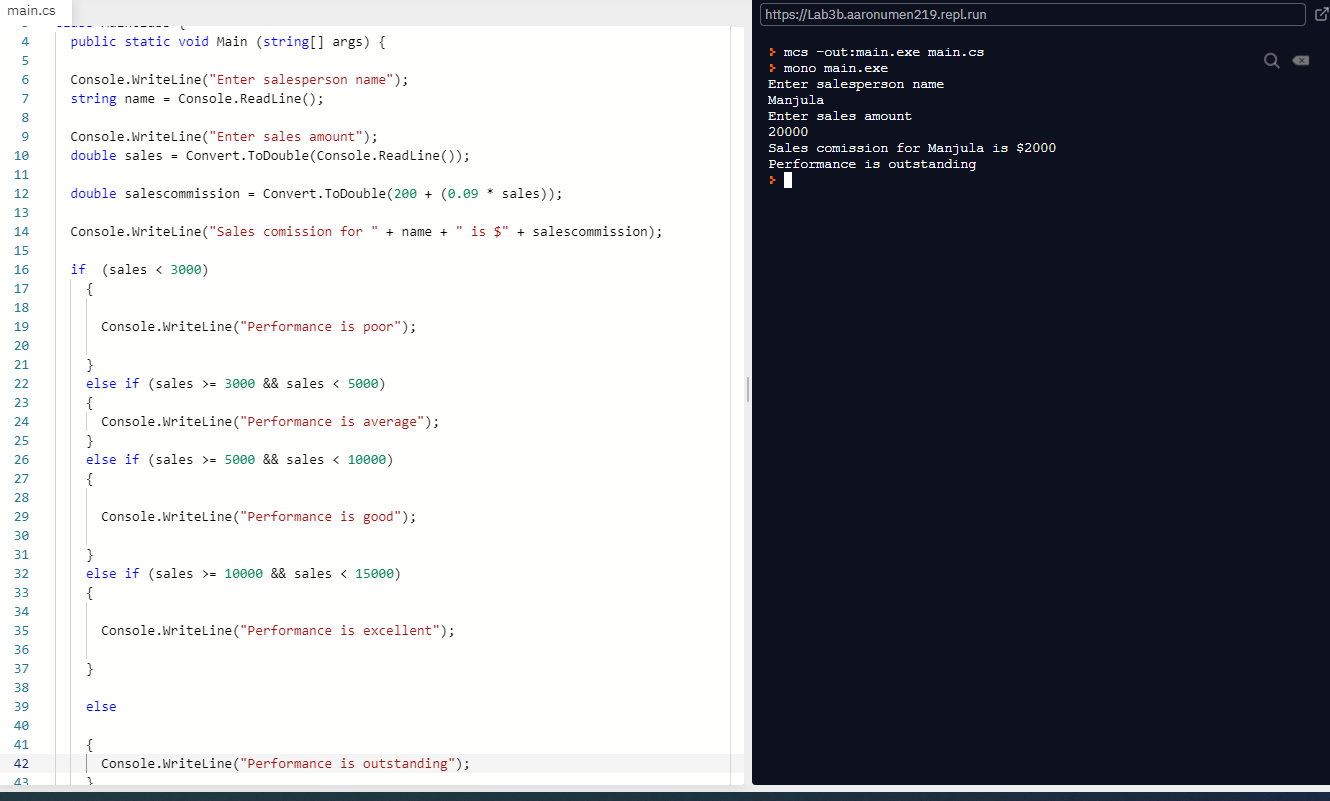 main.cs
4 public static void Main (string[] args) {
5
6 Console.WriteLine("Enter salesperson name");
7 string name = Console.ReadLine();
8
9 Console.WriteLine("Enter sales amount");
10 double sales = Convert.ToDouble(Console.ReadLine());
11
12 double salescommission = Convert.ToDouble(200 + (0.09 * sales));
13
14 Console.WriteLine("Sales comission for " + name + " is $" + salescommission);
15
16 if  (sales < 3000)
17 {
18
19 Console.WriteLine("Performance is poor");
20
21 }
22 else if (sales >= 3000 && sales < 5000)
23 {
24 Console.WriteLine("Performance is average");
25 }
26 else if (sales >= 5000 && sales < 10000)
27 {
28
29 Console.WriteLine("Performance is good");
30
31 }
32 else if (sales >= 10000 && sales < 15000)
33 {
34
35 Console.WriteLine("Performance is excellent");
36
37 }
38
39 else
40
41 {
42 Console.WriteLine("Performance is outstanding");
43 }
https://Lab3b.aaronumen219.repl.run
> mcs -out:main.exe main.cs
> mono main.exe
Enter salesperson name
Manjula
Enter sales amount
20000
Sales comission for Manjula is $2000
Performance is outstanding
>